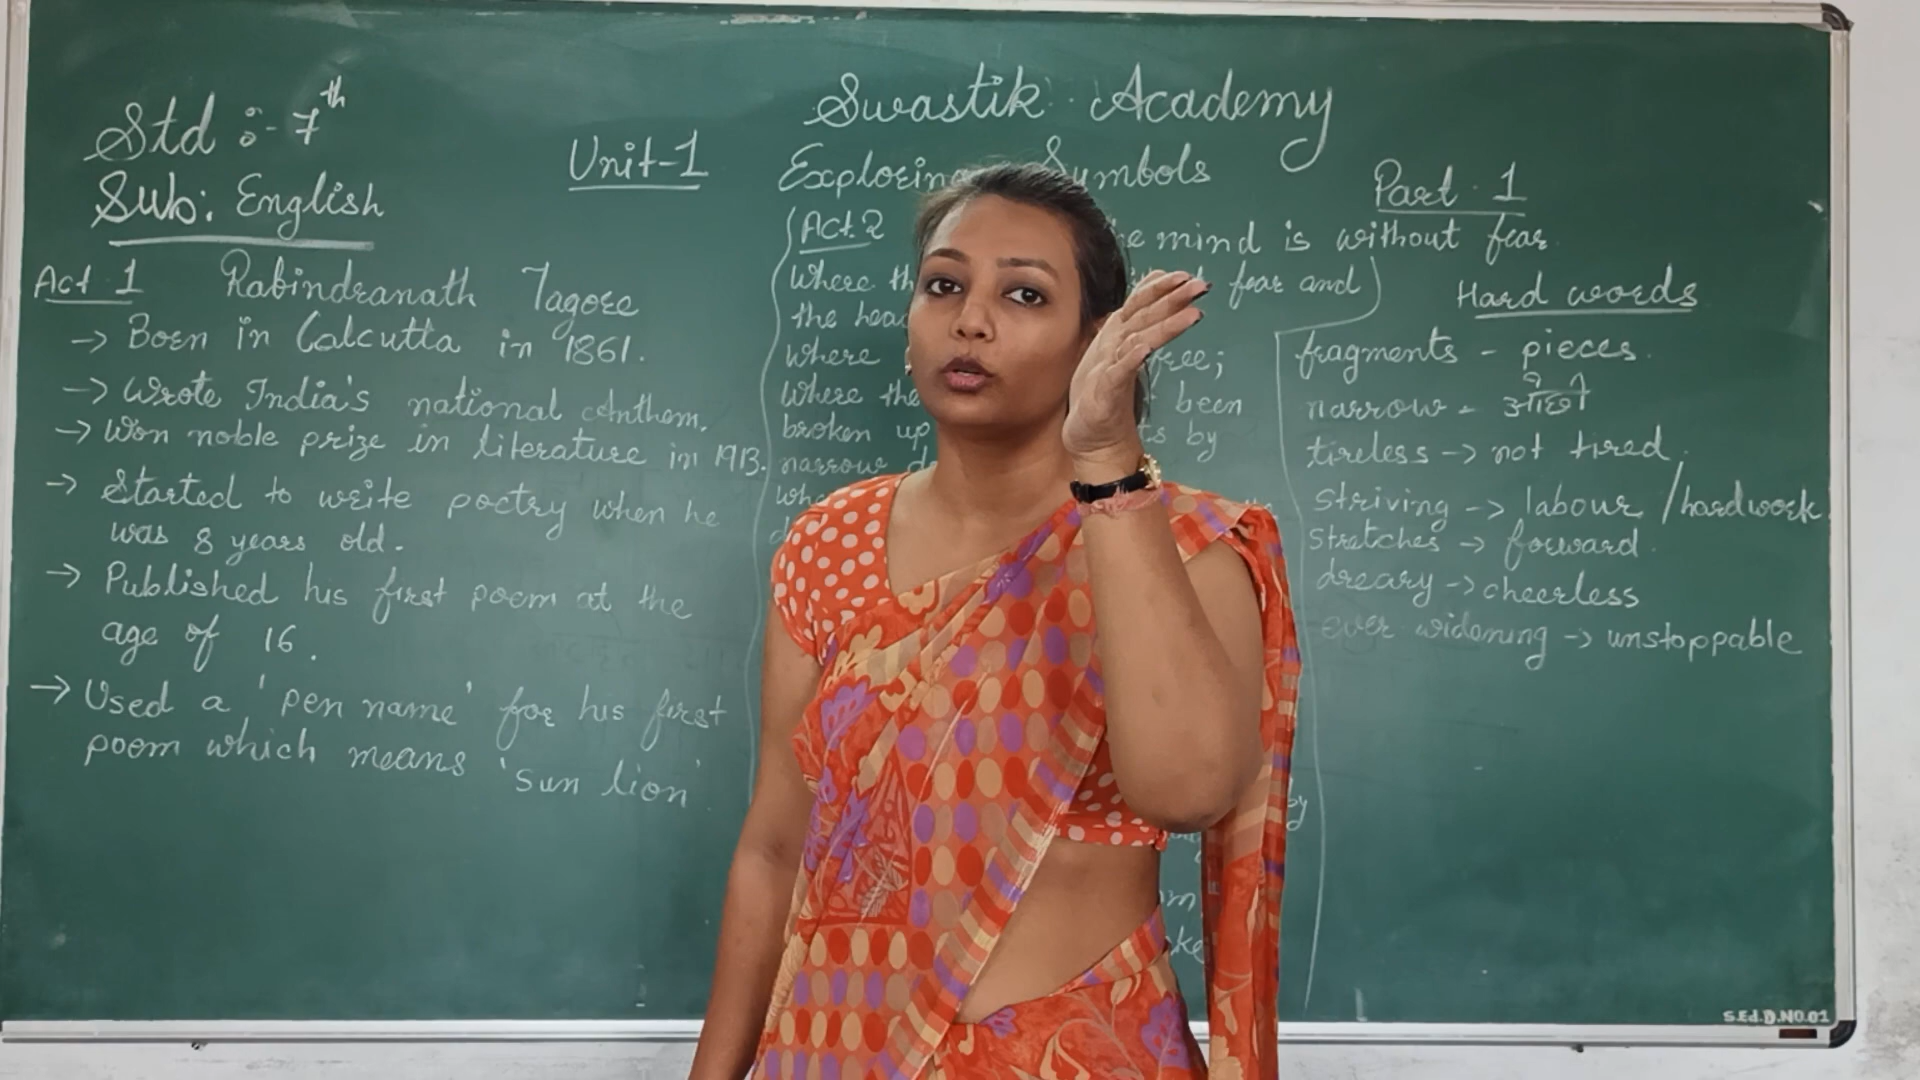 Swastik Academy
Std :- 7th
Sub: English
Unit-1
Exploring Symbols
Part 1
Act 1 Rabindranath Tagore
→ Born in Calcutta in 1861.
→ Wrote India's national Anthem.
→ Won noble prize in literature in 1913.
→ Started to write poetry when he
was 8 years old.
→ Published his first poem at the
age of 16.
→ Used a 'pen name' for his first
poem which means 'sun lion'
Act. 2 mind is without fear
Where fear and
the
Where free;
Where the been
broken up by
narrow
by
Hard words
fragments - pieces.
narrow -
tireless -> not tired.
striving -> labour / hardwork
Stretches -> forward.
dreary -> cheerless
ever widening -> unstoppable
S.Ed.D.NO.01